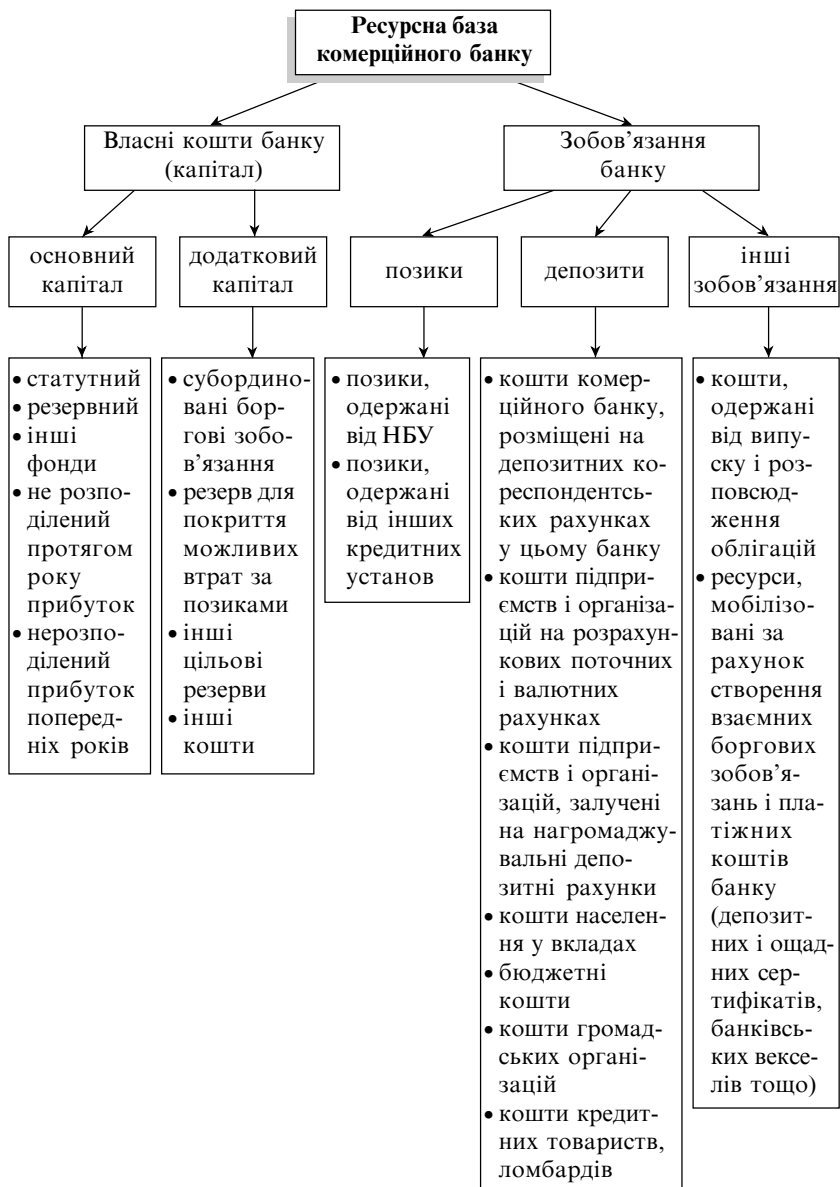 Ресурсна база
комерційного банку
Власні кошти банку
(капітал)
Зобов'язання
банку
основний
капітал
додатковий
капітал
позики
депозити
інші
зобов'язання
• статутний
• резервний
• інші
фонди
• не розпо-
ділений
протягом
року
прибуток
• нерозпо-
ділений
прибуток
поперед-
ніх років
• субордино-
вані бор-
гові зобо-
в'язання
• резерв для
покриття
можливих
втрат за
позиками
• інші
цільові
резерви
• інші
кошти
• позики,
одержані
від НБУ
• позики,
одержані
від інших
кредитних
установ
• кошти комер-
ційного банку,
розміщені на
депозитних ко-
респондентсь-
ких рахунках
у цьому банку
• кошти підпри-
ємств і організа-
цій на розрахун-
кових поточних
і валютних
рахунках
• кошти підпри-
ємств і органі-
зацій, залучені
на нагромаджу-
вальні депо-
зитні рахунки
• кошти населен-
ня у вкладах
• бюджетні
кошти
• кошти громад-
ських органі-
зацій
• кошти кредит-
них товариств,
ломбардів
• кошти,
одержані
від випу-
ску і роз-
повсюд-
ження
облігацій
• ресурси,
мобілізо-
вані за
рахунок
створення
взаємних
боргових
зобов'я-
зань і пла-
тіжних
коштів
банку
(депозит-
них і ощад-
них сер-
тифікатів,
банківсь-
ких вексе-
лів тощо)